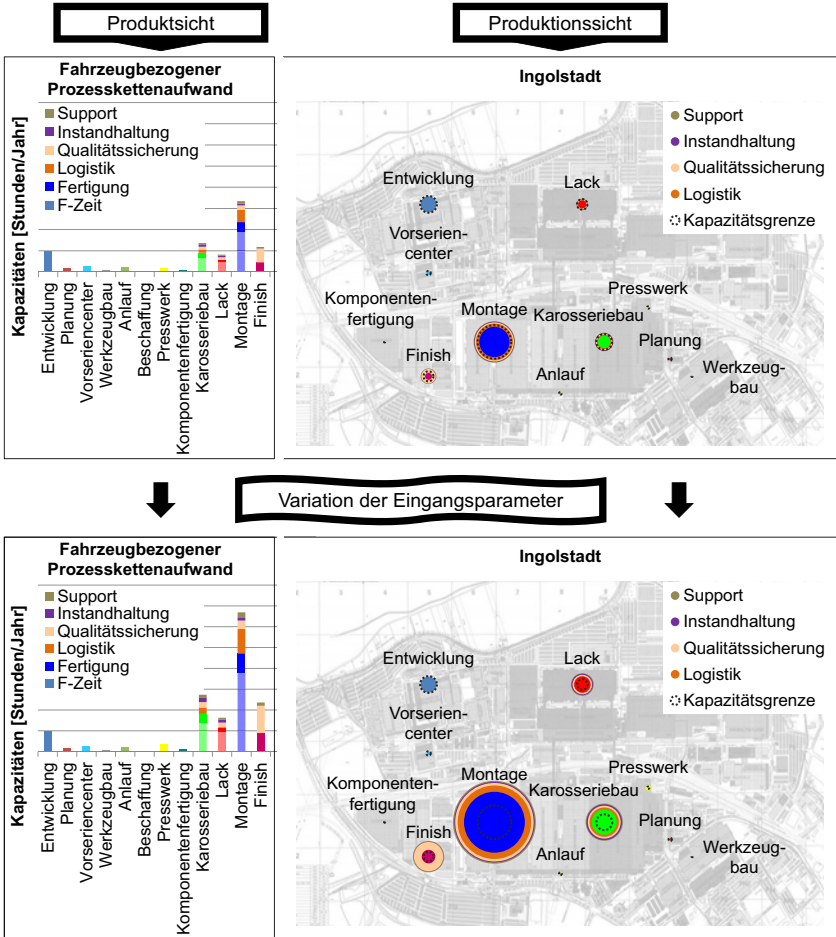 Produktsicht
Produktionssicht
Fahrzeugbezogener
Prozesskettenaufwand
Kapazitäten [Stunden/Jahr]
Support
Instandhaltung
Qualitätssicherung
Logistik
Fertigung
F-Zeit
Entwicklung
Planung
Vorseriencenter
Werkzeugbau
Anlauf
Beschaffung
Presswerk
Komponentenfertigung
Karosseriebau
Lack
Montage
Finish
Ingolstadt
Support
Instandhaltung
Qualitätssicherung
Logistik
Kapazitätsgrenze
Entwicklung
Lack
Vorserien-
center
Komponenten-
fertigung
Montage
Karosseriebau
Presswerk
Planung
Finish
Anlauf
Werkzeug-
bau
Variation der Eingangsparameter
Fahrzeugbezogener
Prozesskettenaufwand
Kapazitäten [Stunden/Jahr]
Support
Instandhaltung
Qualitätssicherung
Logistik
Fertigung
F-Zeit
Entwicklung
Planung
Vorseriencenter
Werkzeugbau
Anlauf
Beschaffung
Presswerk
Komponentenfertigung
Karosseriebau
Lack
Montage
Finish
Ingolstadt
Support
Instandhaltung
Qualitätssicherung
Logistik
Kapazitätsgrenze
Entwicklung
Lack
Vorserien-
center
Komponenten-
fertigung
Montage
Karosseriebau
Presswerk
Planung
Finish
Anlauf
Werkzeug-
bau